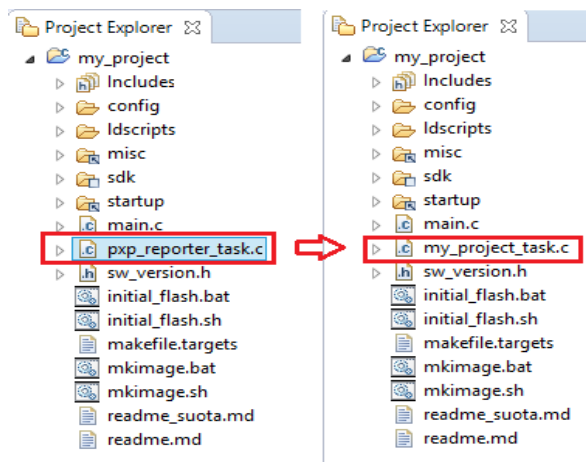 Project Explorer
my_project
Includes
config
ldscripts
misc
sdk
startup
main.c
pxp_reporter_task.c
sw_version.h
initial_flash.bat
initial_flash.sh
makefile.targets
mkimage.bat
mkimage.sh
readme_suota.md
readme.md
Project Explorer
my_project
Includes
config
ldscripts
misc
sdk
startup
main.c
my_project_task.c
sw_version.h
initial_flash.bat
initial_flash.sh
makefile.targets
mkimage.bat
mkimage.sh
readme_suota.md
readme.md